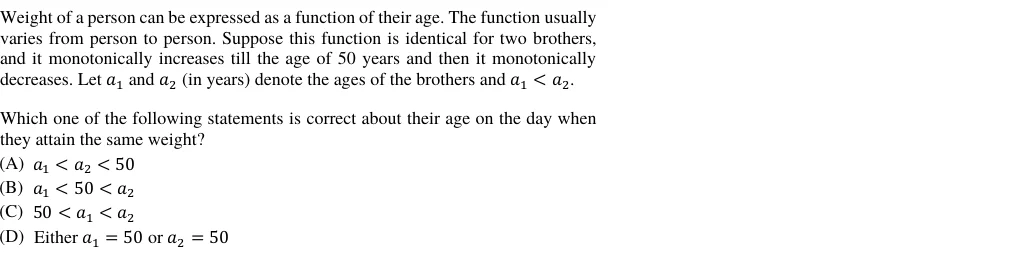 Weight of a person can be expressed as a function of their age. The function usually
varies from person to person. Suppose this function is identical for two brothers,
and it monotonically increases till the age of 50 years and then it monotonically
decreases. Let 𝑎₁ and 𝑎₂ (in years) denote the ages of the brothers and 𝑎₁ < 𝑎₂.
Which one of the following statements is correct about their age on the day when
they attain the same weight?
(A) 𝑎₁ < 𝑎₂ < 50
(B) 𝑎₁ < 50 < 𝑎₂
(C) 50 < 𝑎₁ < 𝑎₂
(D) Either 𝑎₁ = 50 or 𝑎₂ = 50